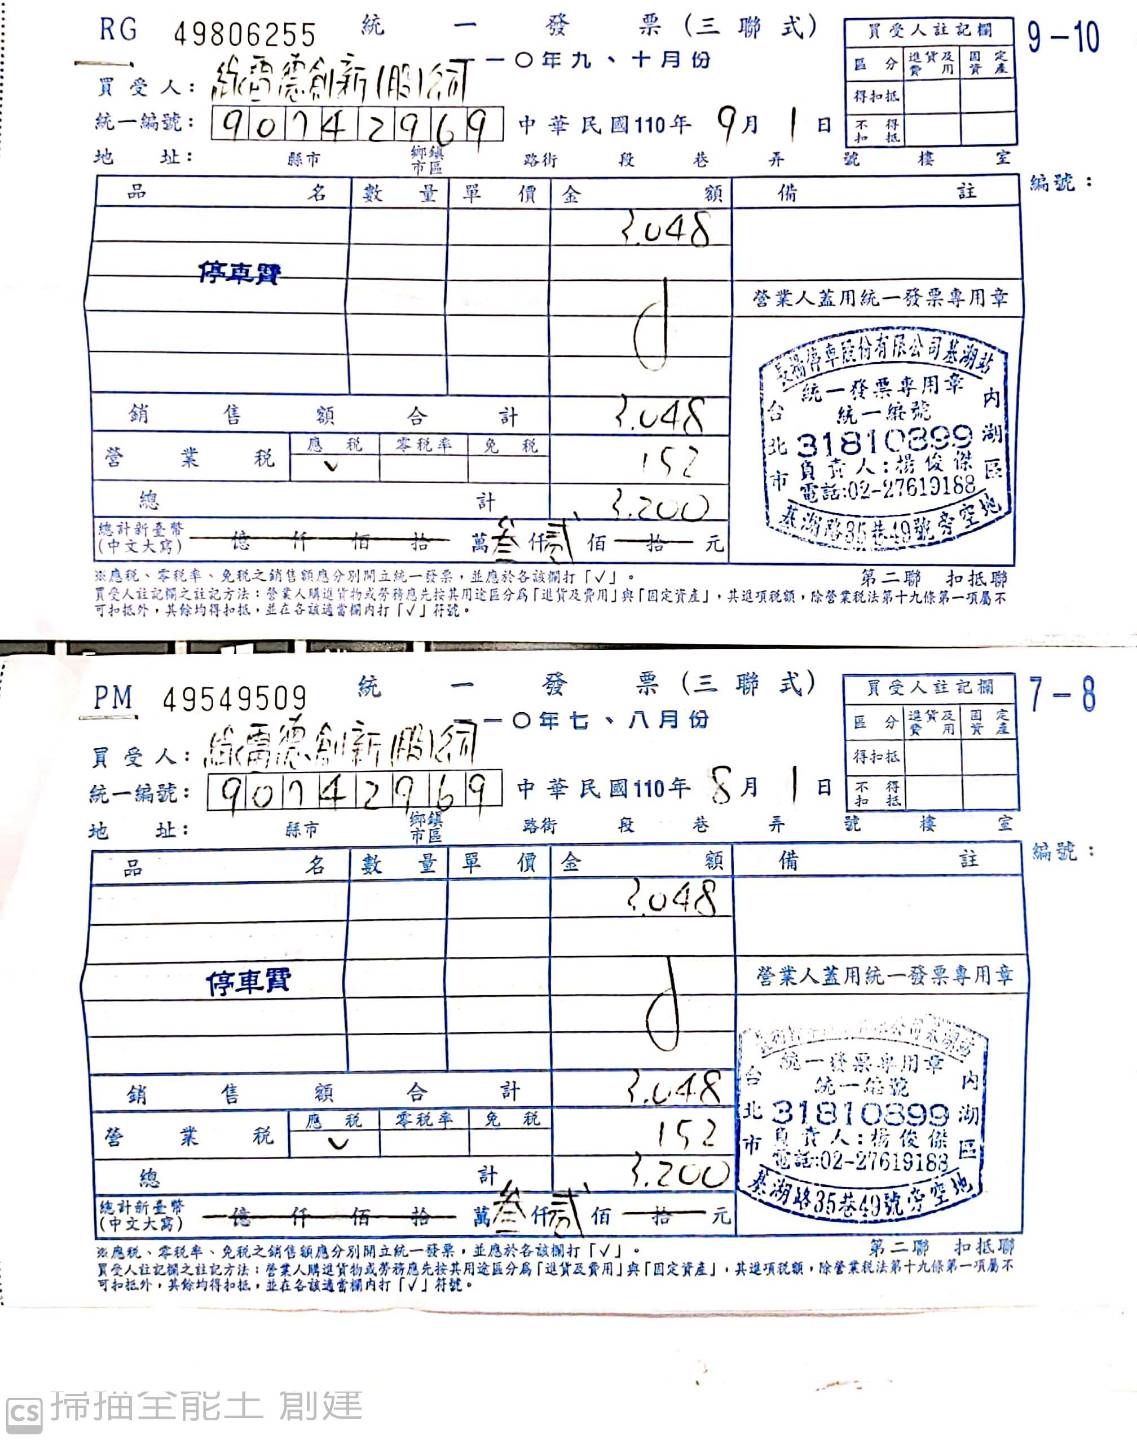 RG 49806255 統一發票(三聯式) 9-10
一一〇年九、十月份
買受人註記欄
區分 進貨及費用 固定資產
得扣抵
不得扣抵
買受人: 雷德創新(股)公司
統一編號: 90742969 中華民國110年9月1日
地址: 縣市 鄉鎮市區 路街 段 巷 弄 號 樓 室
編號:
品名 數量 單價 金額 備註
3.048
停車費
營業人蓋用統一發票專用章
長揚停車股份有限公司基湖站
統一發票專用章
統一編號
31810899
負責人:楊俊傑
電話:02-27619188
台北市內湖區
基湖路35巷49號旁空地
銷售額合計 3.048
營業稅 應稅 ✓ 零稅率 免稅 152
總計 3.200
總計新臺幣(中文大寫) 億仟佰拾萬叁仟貳佰拾元
※應稅、零稅率、免稅之銷售額應分別開立統一發票,並應於各該欄打「✓」。
第二聯 扣抵聯
買受人註記欄之註記方法:營業人購進貨物或勞務應先按其用途區分為「進貨及費用」與「固定資產」,其進項稅額,除營業稅法第十九條第一項屬不
可扣抵外,其餘均得扣抵,並在各該適當欄內打「✓」符號。
PM 49549509 統一發票(三聯式) 7-8
一一〇年七、八月份
買受人註記欄
區分 進貨及費用 固定資產
得扣抵
不得扣抵
買受人: 雷德創新(股)公司
統一編號: 90742969 中華民國110年8月1日
地址: 縣市 鄉鎮市區 路街 段 巷 弄 號 樓 室
編號:
品名 數量 單價 金額 備註
3.048
停車費
營業人蓋用統一發票專用章
統一發票專用章
統一編號
31810899
負責人:楊俊傑
電話:02-27619188
台北市內湖區
基湖路35巷49號旁空地
銷售額合計 3.048
營業稅 應稅 ✓ 零稅率 免稅 152
總計 3.200
總計新臺幣(中文大寫) 億仟佰拾萬叁仟貳佰拾元
※應稅、零稅率、免稅之銷售額應分別開立統一發票,並應於各該欄打「✓」。
第二聯 扣抵聯
買受人註記欄之註記方法:營業人購進貨物或勞務應先按其用途區分為「進貨及費用」與「固定資產」,其進項稅額,除營業稅法第十九條第一項屬不
可扣抵外,其餘均得扣抵,並在各該適當欄內打「✓」符號。
CS 掃描全能王 創建